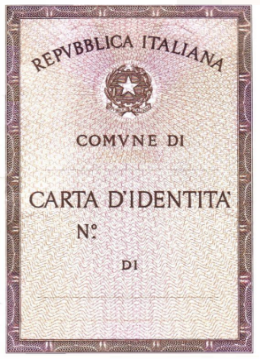 REPVBBLICA ITALIANA
COMVNE DI
CARTA D'IDENTITA'
N°.
DI